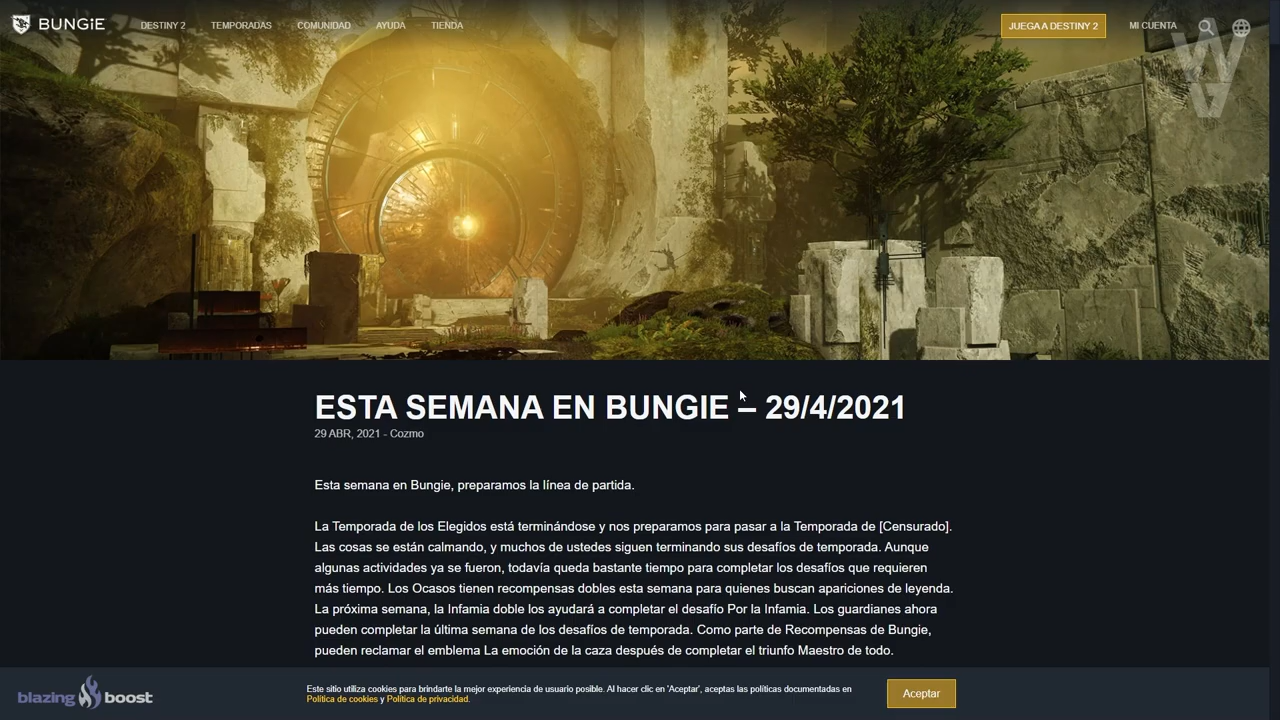 BUNGiE DESTINY 2 TEMPORADAS COMUNIDAD AYUDA TIENDA JUEGA A DESTINY 2 MI CUENTA
W
A
ESTA SEMANA EN BUNGIE – 29/4/2021
29 ABR, 2021 - Cozmo
Esta semana en Bungie, preparamos la línea de partida.
La Temporada de los Elegidos está terminándose y nos preparamos para pasar a la Temporada de [Censurado].
Las cosas se están calmando, y muchos de ustedes siguen terminando sus desafíos de temporada. Aunque
algunas actividades ya se fueron, todavía queda bastante tiempo para completar los desafíos que requieren
más tiempo. Los Ocasos tienen recompensas dobles esta semana para quienes buscan apariciones de leyenda.
La próxima semana, la Infamia doble los ayudará a completar el desafío Por la Infamia. Los guardianes ahora
pueden completar la última semana de los desafíos de temporada. Como parte de Recompensas de Bungie,
pueden reclamar el emblema La emoción de la caza después de completar el triunfo Maestro de todo.
blazing boost
Este sitio utiliza cookies para brindarte la mejor experiencia de usuario posible. Al hacer clic en 'Aceptar', aceptas las políticas documentadas en
Política de cookies y Política de privacidad.
Aceptar